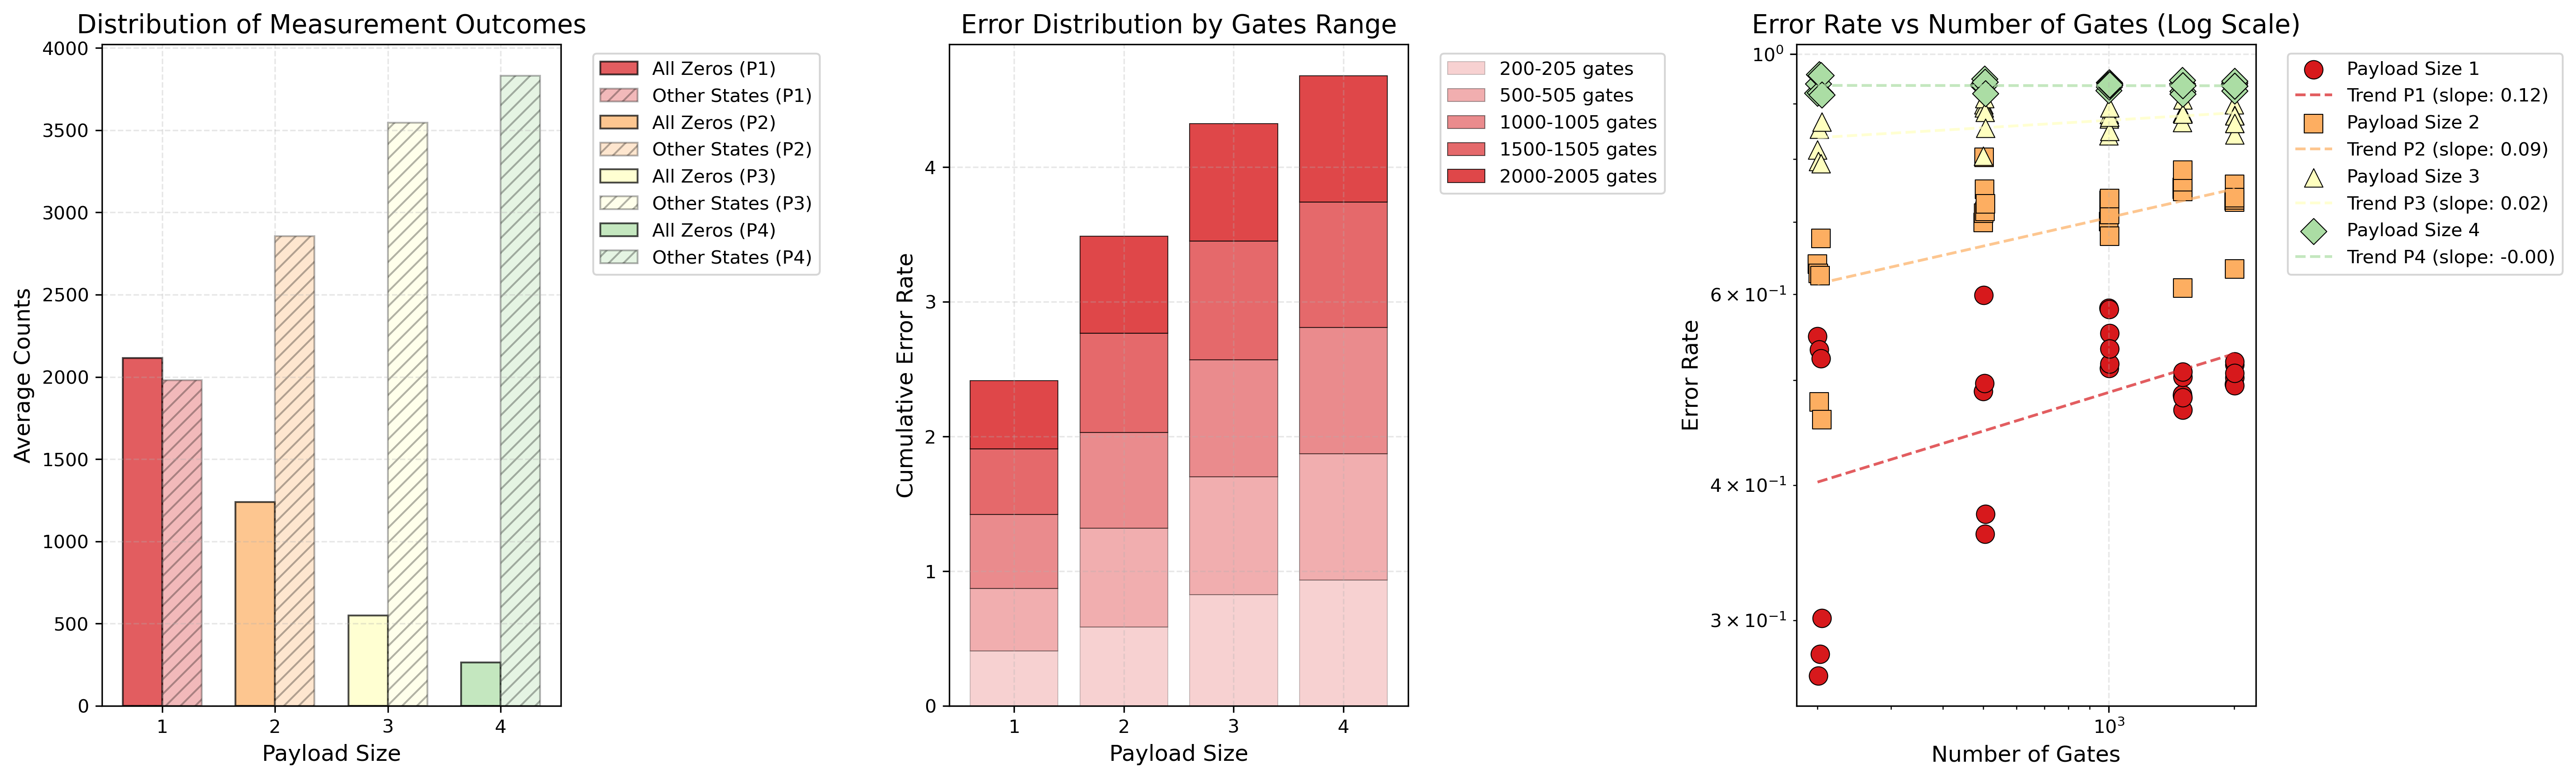 Distribution of Measurement Outcomes
4000
3500
3000
2500
2000
1500
1000
500
0
Average Counts
1 2 3 4
Payload Size
All Zeros (P1)
Other States (P1)
All Zeros (P2)
Other States (P2)
All Zeros (P3)
Other States (P3)
All Zeros (P4)
Other States (P4)
Error Distribution by Gates Range
4
3
2
1
0
Cumulative Error Rate
1 2 3 4
Payload Size
200-205 gates
500-505 gates
1000-1005 gates
1500-1505 gates
2000-2005 gates
Error Rate vs Number of Gates (Log Scale)
10⁰
6 × 10⁻¹
4 × 10⁻¹
3 × 10⁻¹
Error Rate
10³
Number of Gates
Payload Size 1
Trend P1 (slope: 0.12)
Payload Size 2
Trend P2 (slope: 0.09)
Payload Size 3
Trend P3 (slope: 0.02)
Payload Size 4
Trend P4 (slope: -0.00)